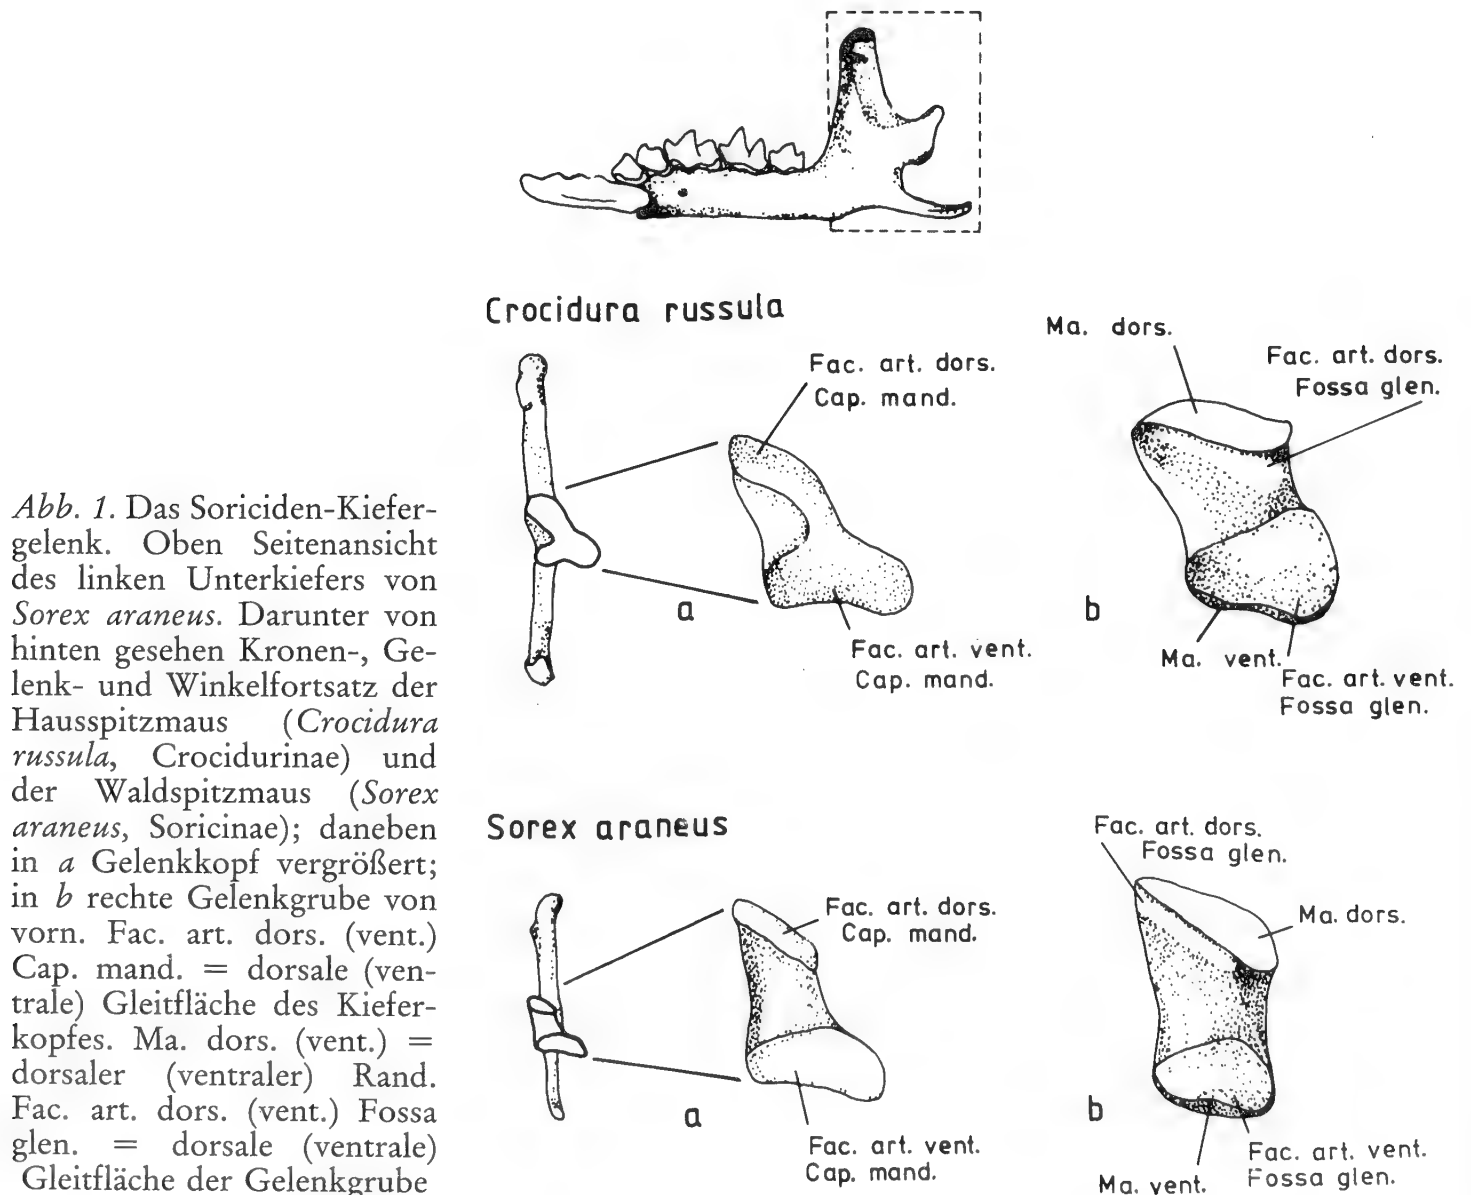 Crocidura russula
Ma. dors.
Fac. art. dors.
Cap. mand.
Fac. art. dors.
Fossa glen.
a
b
Fac. art. vent.
Cap. mand.
Ma. vent.
Fac. art. vent.
Fossa glen.
Abb. 1. Das Soriciden-Kiefer-
gelenk. Oben Seitenansicht
des linken Unterkiefers von
Sorex araneus. Darunter von
hinten gesehen Kronen-, Ge-
lenk- und Winkelfortsatz der
Hausspitzmaus (Crocidura
russula, Crocidurinae) und
der Waldspitzmaus (Sorex
araneus, Soricinae); daneben
in a Gelenkkopf vergrößert;
in b rechte Gelenkgrube von
vorn. Fac. art. dors. (vent.)
Cap. mand. = dorsale (ven-
trale) Gleitfläche des Kiefer-
kopfes. Ma. dors. (vent.) =
dorsaler (ventraler) Rand.
Fac. art. dors. (vent.) Fossa
glen. = dorsale (ventrale)
Gleitfläche der Gelenkgrube
Sorex araneus
Fac. art. dors.
Cap. mand.
Fac. art. dors.
Fossa glen.
Ma. dors.
a
b
Fac. art. vent.
Cap. mand.
Ma. vent.
Fac. art. vent.
Fossa glen.